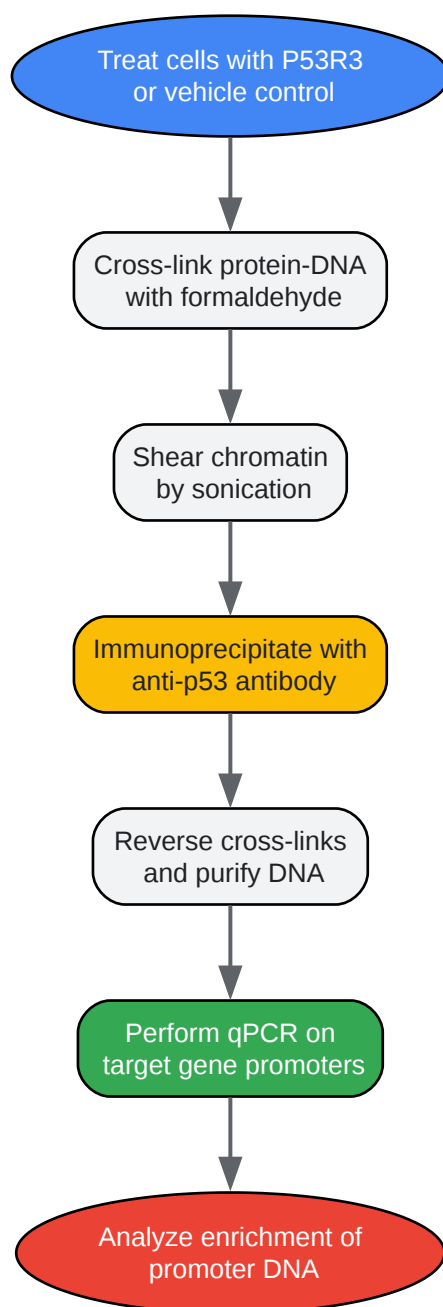 Treat cells with P53R3
or vehicle control
Cross-link protein-DNA
with formaldehyde
Shear chromatin
by sonication
Immunoprecipitate with
anti-p53 antibody
Reverse cross-links
and purify DNA
Perform qPCR on
target gene promoters
Analyze enrichment of
promoter DNA